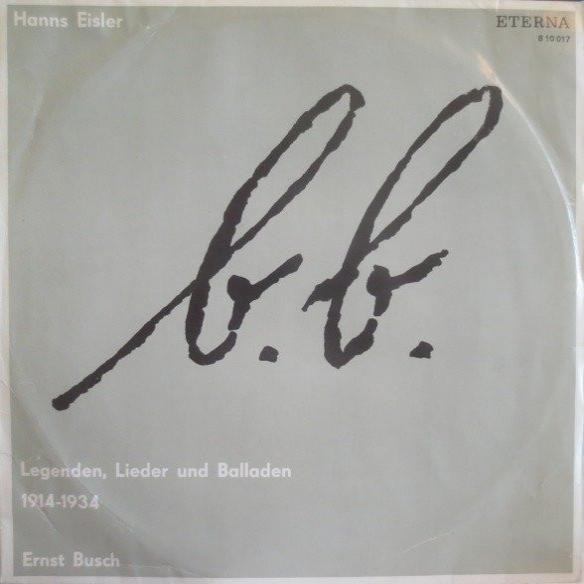 Hanns Eisler
ETERNA
8 10 017
b. b.
Legenden, Lieder und Balladen
1914-1934
Ernst Busch